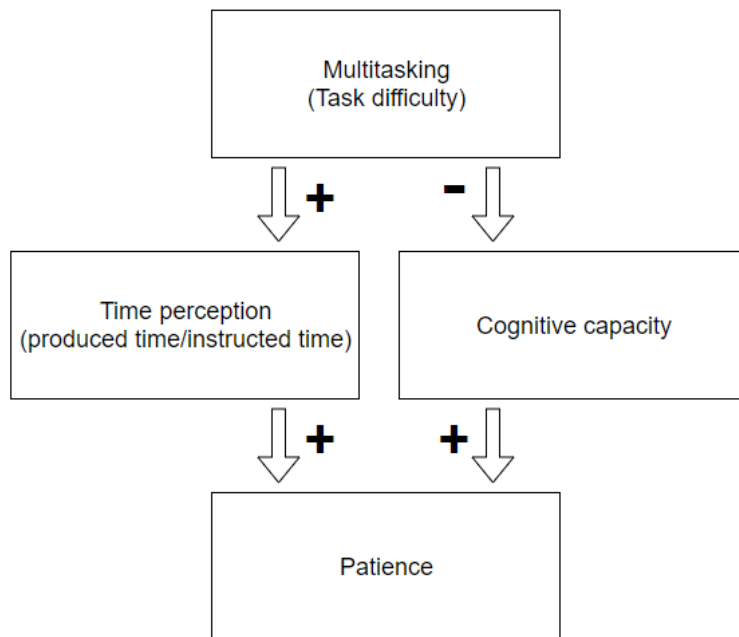 Multitasking
(Task difficulty)
+
-
Time perception
(produced time/instructed time)
Cognitive capacity
+
+
Patience